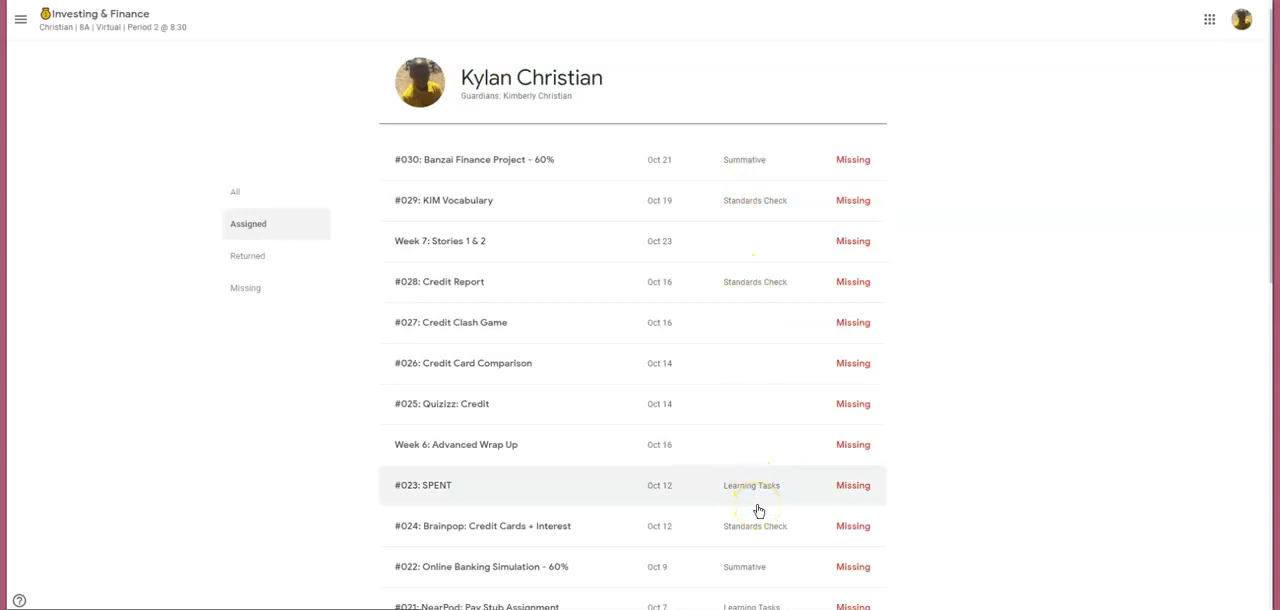 Investing & Finance
Christian | 8A | Virtual | Period 2 @ 8:30
Kylan Christian
Guardians: Kimberly Christian
All
Assigned
Returned
Missing
#030: Banzai Finance Project - 60% Oct 21 Summative Missing
#029: KIM Vocabulary Oct 19 Standards Check Missing
Week 7: Stories 1 & 2 Oct 23 Missing
#028: Credit Report Oct 16 Standards Check Missing
#027: Credit Clash Game Oct 16 Missing
#026: Credit Card Comparison Oct 14 Missing
#025: Quizizz: Credit Oct 14 Missing
Week 6: Advanced Wrap Up Oct 16 Missing
#023: SPENT Oct 12 Learning Tasks Missing
#024: Brainpop: Credit Cards + Interest Oct 12 Standards Check Missing
#022: Online Banking Simulation - 60% Oct 9 Summative Missing
#021: NearPod: Pay Stub Assignment Oct 7 Learning Tasks Missing